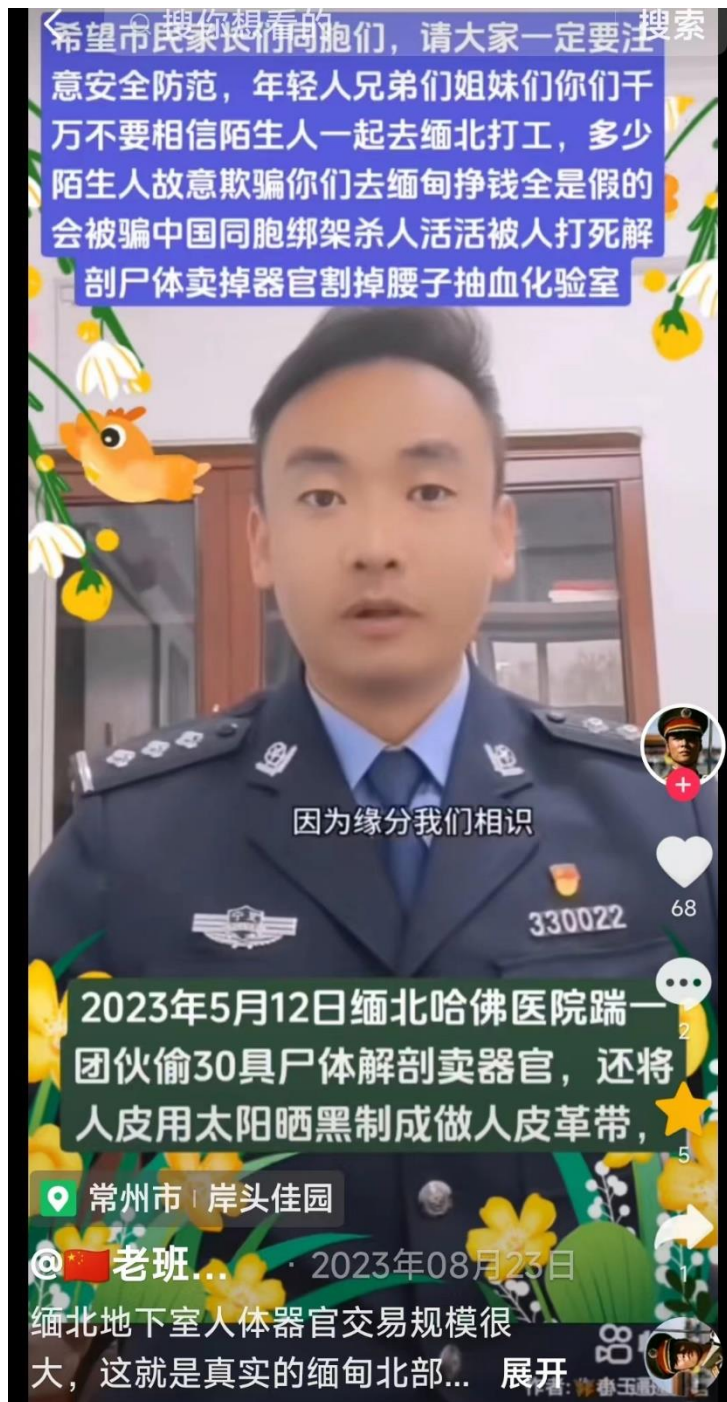 搜你想看的
搜索
希望市民家长们同胞们，请大家一定要注
意安全防范，年轻人兄弟们姐妹们你们千
万不要相信陌生人一起去缅北打工，多少
陌生人故意欺骗你们去缅甸挣钱全是假的
会被骗中国同胞绑架杀人活活被人打死解
剖尸体卖掉器官割掉腰子抽血化验室
因为缘分我们相识
宁夏
330022
68
2023年5月12日缅北哈佛医院踹一
团伙偷30具尸体解剖卖器官，还将
人皮用太阳晒黑制成做人皮革带，
2
5
常州市
岸头佳园
1
@🇨🇳老班... · 2023年08月23日
缅北地下室人体器官交易规模很
大，这就是真实的缅甸北部... 展开